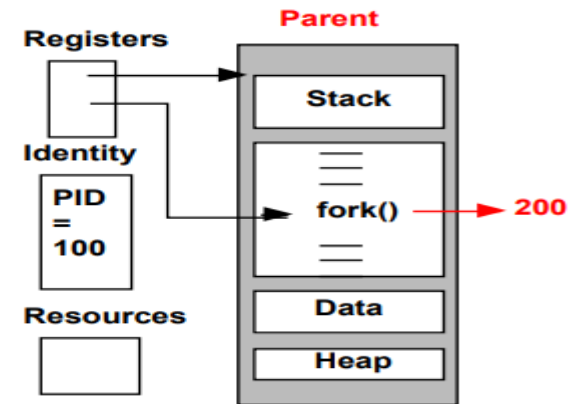 Parent
Registers
Stack
Identity
PID
=
100
fork()
200
Resources
Data
Heap